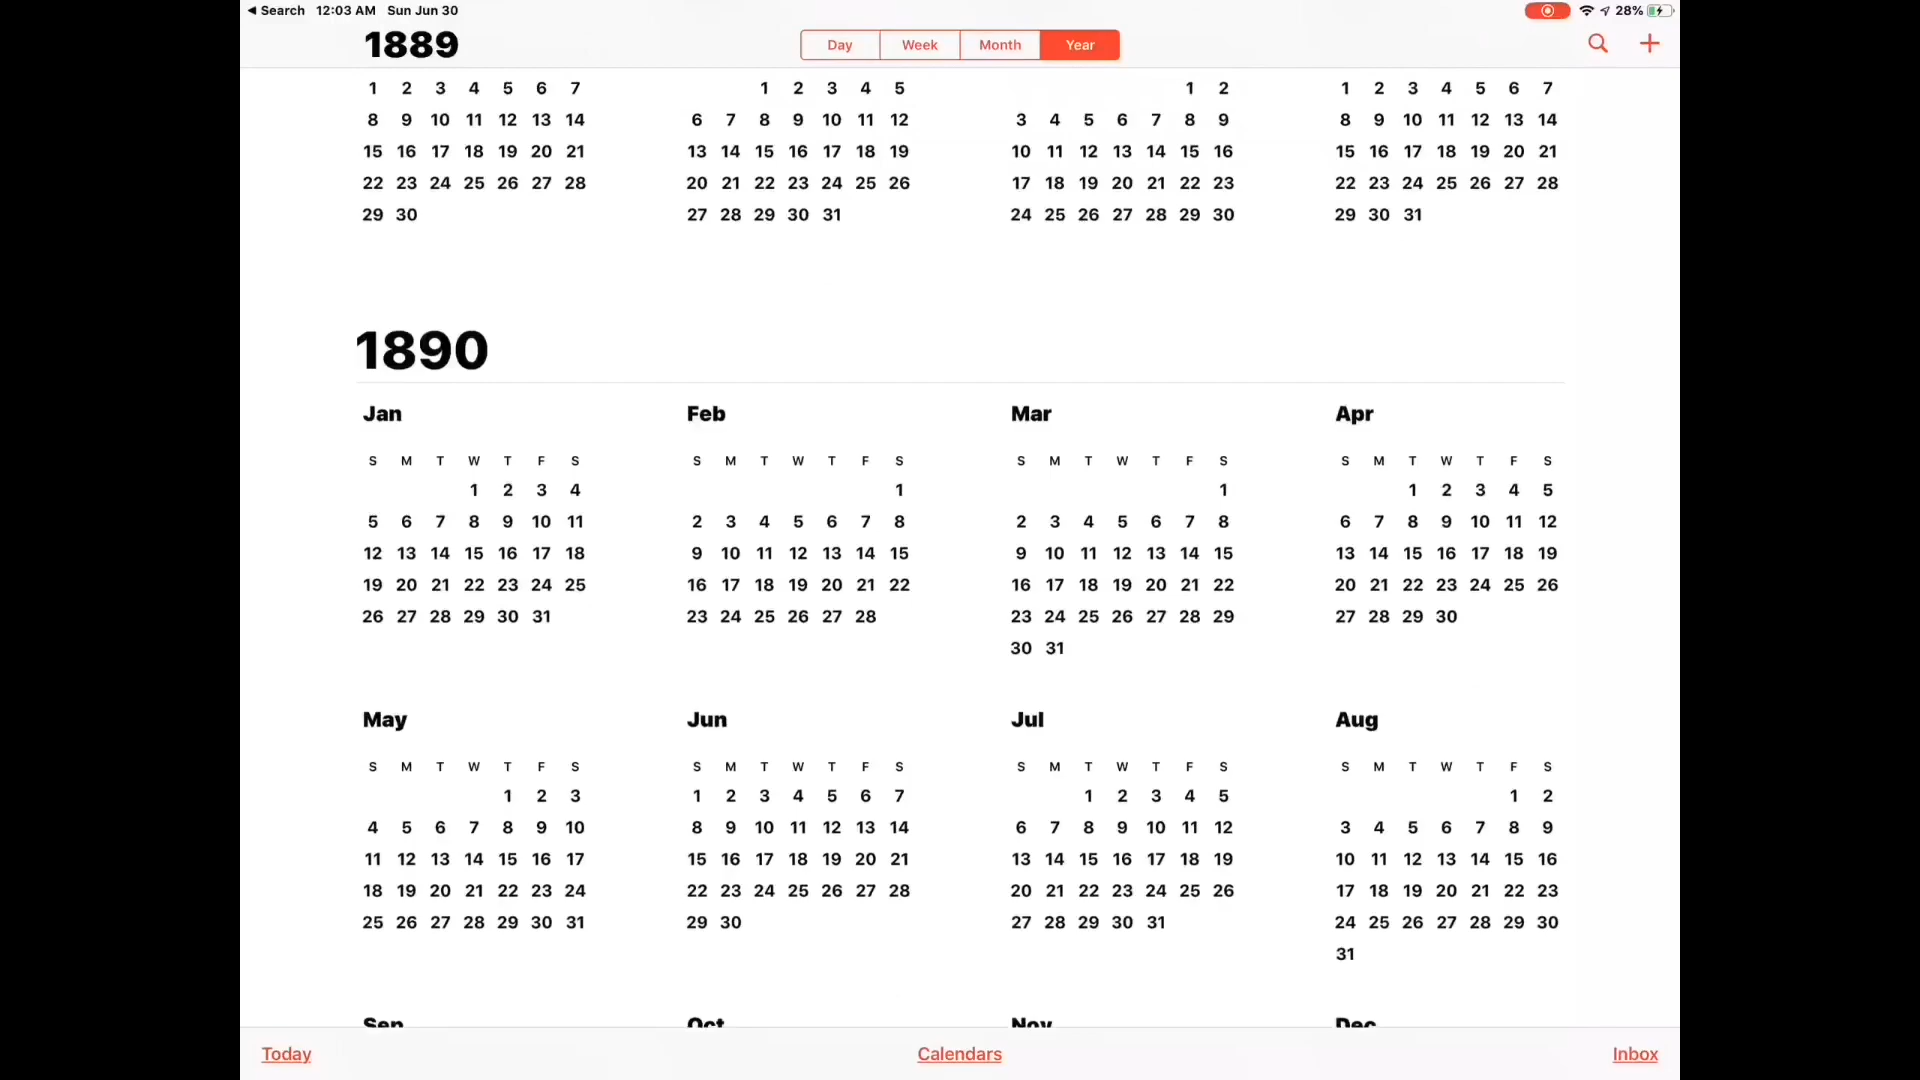 ◀ Search 12:03 AM Sun Jun 30 28%
1889 Day Week Month Year
1 2 3 4 5 6 7 1 2 3 4 5 1 2 1 2 3 4 5 6 7
8 9 10 11 12 13 14 6 7 8 9 10 11 12 3 4 5 6 7 8 9 8 9 10 11 12 13 14
15 16 17 18 19 20 21 13 14 15 16 17 18 19 10 11 12 13 14 15 16 15 16 17 18 19 20 21
22 23 24 25 26 27 28 20 21 22 23 24 25 26 17 18 19 20 21 22 23 22 23 24 25 26 27 28
29 30 27 28 29 30 31 24 25 26 27 28 29 30 29 30 31
1890
Jan Feb Mar Apr
S M T W T F S S M T W T F S S M T W T F S S M T W T F S
1 2 3 4 1 1 1 2 3 4 5
5 6 7 8 9 10 11 2 3 4 5 6 7 8 2 3 4 5 6 7 8 6 7 8 9 10 11 12
12 13 14 15 16 17 18 9 10 11 12 13 14 15 9 10 11 12 13 14 15 13 14 15 16 17 18 19
19 20 21 22 23 24 25 16 17 18 19 20 21 22 16 17 18 19 20 21 22 20 21 22 23 24 25 26
26 27 28 29 30 31 23 24 25 26 27 28 23 24 25 26 27 28 29 27 28 29 30
30 31
May Jun Jul Aug
S M T W T F S S M T W T F S S M T W T F S S M T W T F S
1 2 3 1 2 3 4 5 6 7 1 2 3 4 5 1 2
4 5 6 7 8 9 10 8 9 10 11 12 13 14 6 7 8 9 10 11 12 3 4 5 6 7 8 9
11 12 13 14 15 16 17 15 16 17 18 19 20 21 13 14 15 16 17 18 19 10 11 12 13 14 15 16
18 19 20 21 22 23 24 22 23 24 25 26 27 28 20 21 22 23 24 25 26 17 18 19 20 21 22 23
25 26 27 28 29 30 31 29 30 27 28 29 30 31 24 25 26 27 28 29 30
31
Sep Oct Nov Dec
Today Calendars Inbox